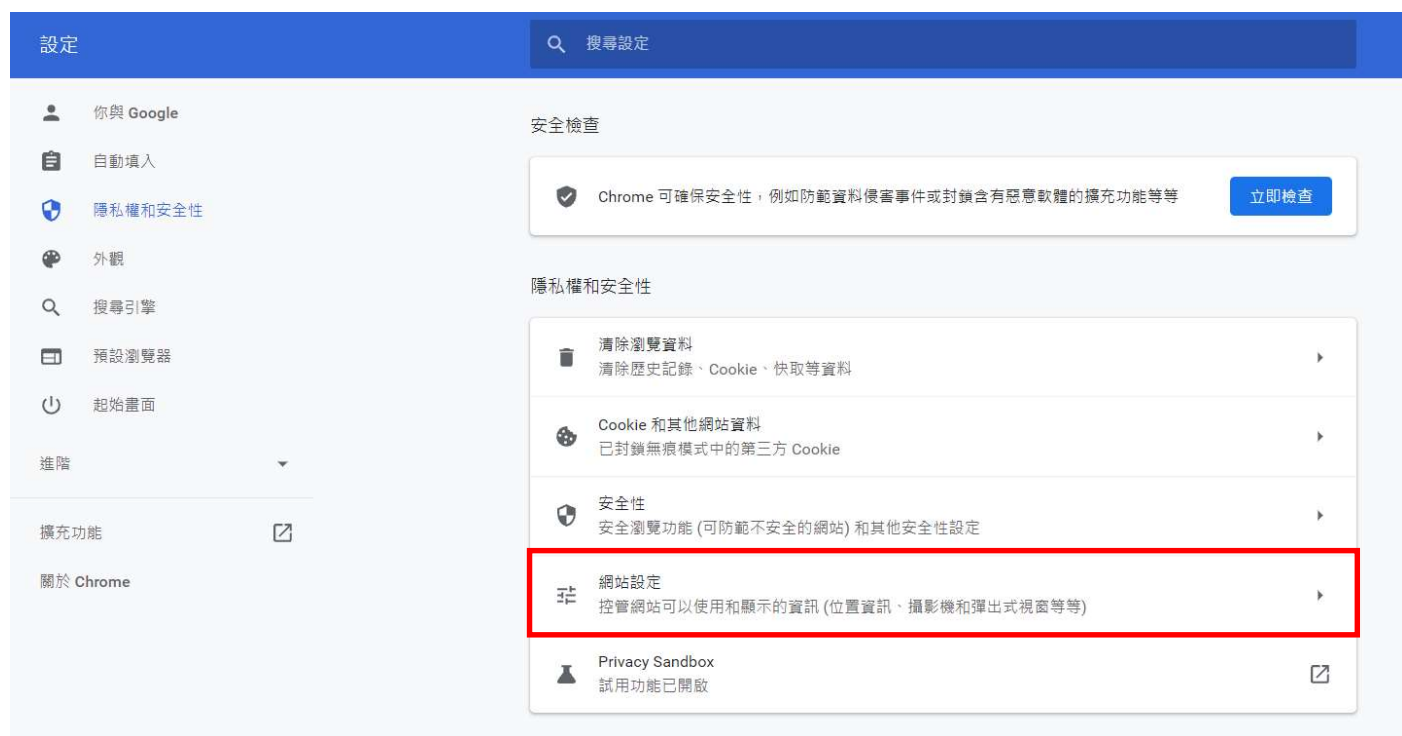 設定
搜尋設定
你與 Google
自動填入
隱私權和安全性
外觀
搜尋引擎
預設瀏覽器
起始畫面
進階
擴充功能
關於 Chrome
安全檢查
Chrome 可確保安全性，例如防範資料侵害事件或封鎖含有惡意軟體的擴充功能等等
立即檢查
隱私權和安全性
清除瀏覽資料
清除歷史記錄、Cookie、快取等資料
Cookie 和其他網站資料
已封鎖無痕模式中的第三方 Cookie
安全性
安全瀏覽功能 (可防範不安全的網站) 和其他安全性設定
網站設定
控管網站可以使用和顯示的資訊 (位置資訊、攝影機和彈出式視窗等等)
Privacy Sandbox
試用功能已開啟